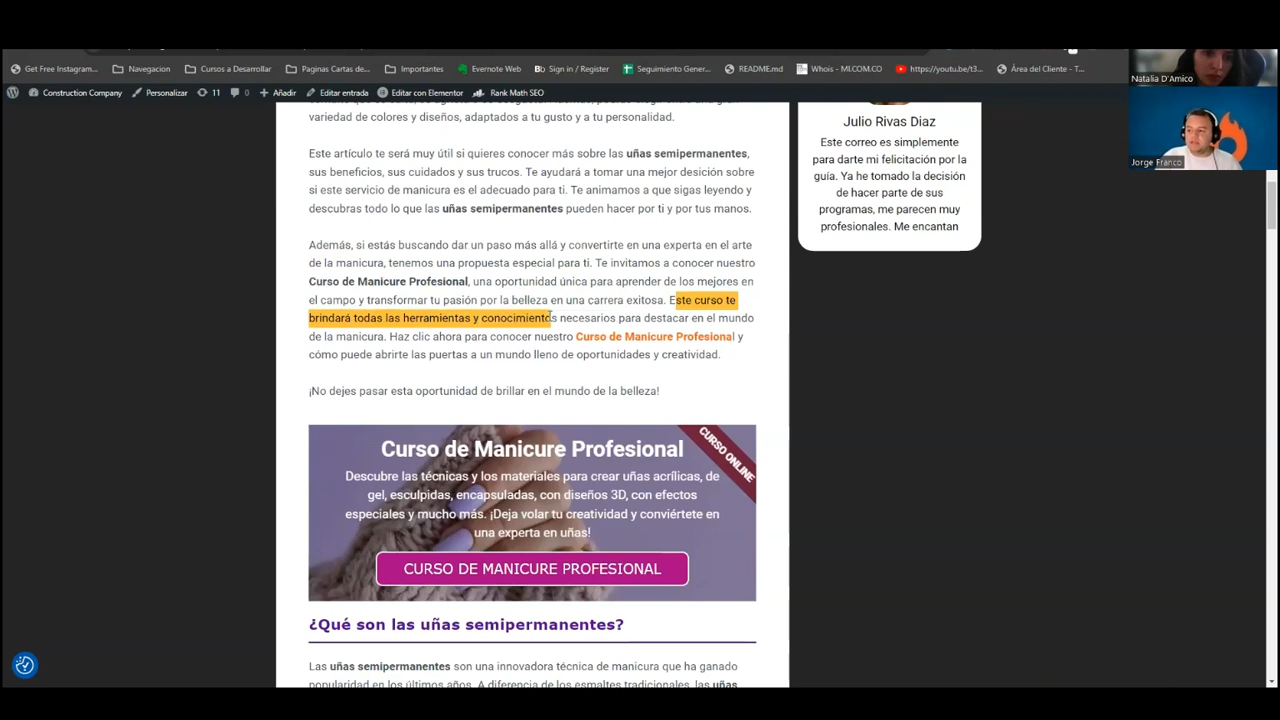 Get Free Instagram...
Navegacion
Cursos a Desarrollar
Paginas Cartas de...
Importantes
Evernote Web
Bb Sign in / Register
Seguimiento Gener...
README.md
Whois - MI.COM.CO
https://youtu.be/t3...
Área del Cliente - T...
Construction Company
Personalizar
11
0
Añadir
Editar entrada
Editar con Elementor
Rank Math SEO
Natalia D'Amico
Jorge Franco
variedad de colores y diseños, adaptados a tu gusto y a tu personalidad.
Este artículo te será muy útil si quieres conocer más sobre las uñas semipermanentes,
sus beneficios, sus cuidados y sus trucos. Te ayudará a tomar una mejor desición sobre
si este servicio de manicura es el adecuado para ti. Te animamos a que sigas leyendo y
descubras todo lo que las uñas semipermanentes pueden hacer por ti y por tus manos.
Además, si estás buscando dar un paso más allá y convertirte en una experta en el arte
de la manicura, tenemos una propuesta especial para ti. Te invitamos a conocer nuestro
Curso de Manicure Profesional, una oportunidad única para aprender de los mejores en
el campo y transformar tu pasión por la belleza en una carrera exitosa. Este curso te
brindará todas las herramientas y conocimientos necesarios para destacar en el mundo
de la manicura. Haz clic ahora para conocer nuestro Curso de Manicure Profesional y
cómo puede abrirte las puertas a un mundo lleno de oportunidades y creatividad.
¡No dejes pasar esta oportunidad de brillar en el mundo de la belleza!
Curso de Manicure Profesional
CURSO ONLINE
Descubre las técnicas y los materiales para crear uñas acrílicas, de
gel, esculpidas, encapsuladas, con diseños 3D, con efectos
especiales y mucho más. ¡Deja volar tu creatividad y conviértete en
una experta en uñas!
CURSO DE MANICURE PROFESIONAL
¿Qué son las uñas semipermanentes?
Las uñas semipermanentes son una innovadora técnica de manicura que ha ganado
popularidad en los últimos años. A diferencia de los esmaltes tradicionales, las uñas
Julio Rivas Diaz
Este correo es simplemente
para darte mi felicitación por la
guía. Ya he tomado la decisión
de hacer parte de sus
programas, me parecen muy
profesionales. Me encantan